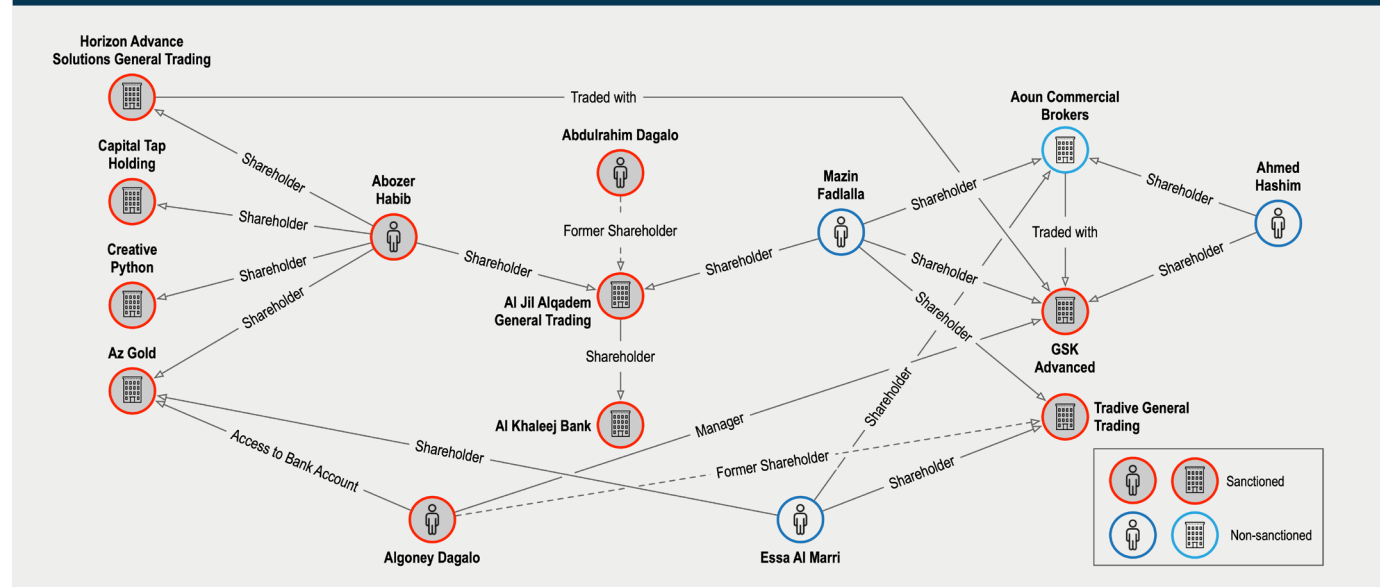 Horizon Advance
Solutions General Trading
Traded with
Aoun Commercial
Brokers
Capital Tap
Holding
Abdulrahim Dagalo
Shareholder
Abozer
Habib
Mazin
Fadlalla
Shareholder
Shareholder
Ahmed
Hashim
Shareholder
Former Shareholder
Traded with
Creative
Python
Shareholder
Shareholder
Shareholder
Shareholder
Shareholder
Shareholder
Al Jil Alqadem
General Trading
Shareholder
GSK
Advanced
Az Gold
Shareholder
Shareholder
Al Khaleej Bank
Manager
Tradive General
Trading
Access to Bank Account
Shareholder
Former Shareholder
Shareholder
Algoney Dagalo
Essa Al Marri
Sanctioned
Non-sanctioned